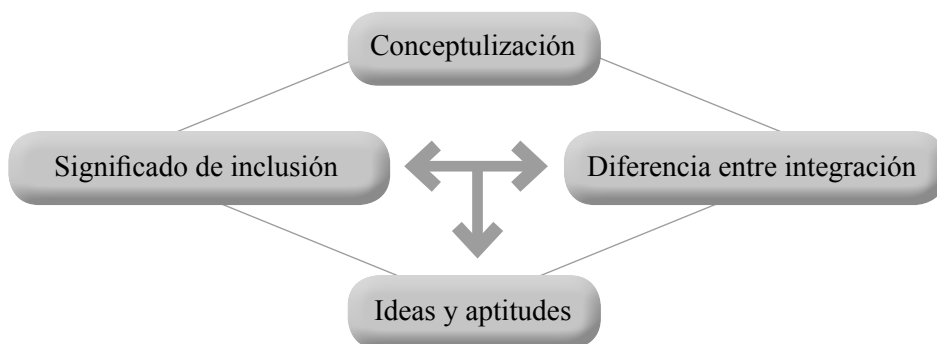 Conceptulización
Significado de inclusión
Diferencia entre integración
Ideas y aptitudes